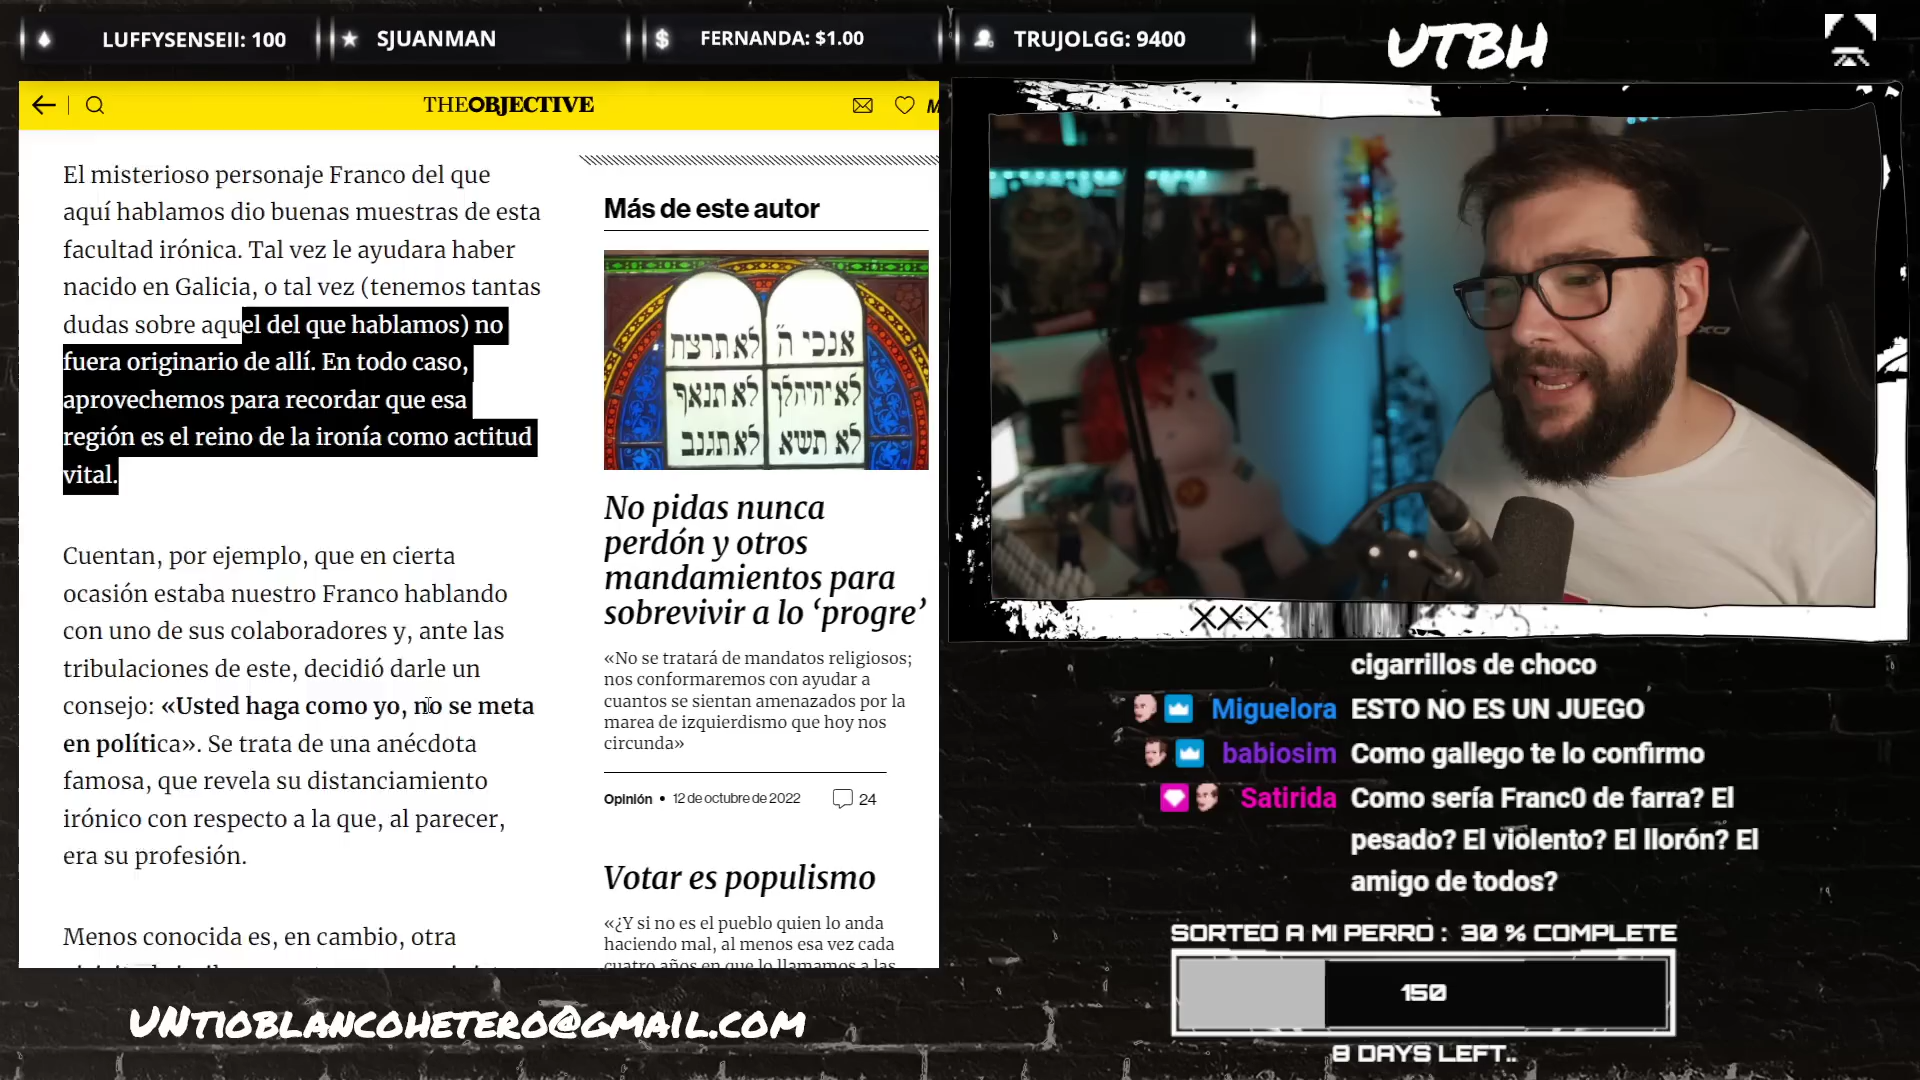 LUFFYSENSEII: 100
SJUANMAN
FERNANDA: $1.00
TRUJOLGG: 9400
UTBH
THEOBJECTIVE
El misterioso personaje Franco del que
aquí hablamos dio buenas muestras de esta
facultad irónica. Tal vez le ayudara haber
nacido en Galicia, o tal vez (tenemos tantas
dudas sobre aquel del que hablamos) no
fuera originario de allí. En todo caso,
aprovechemos para recordar que esa
región es el reino de la ironía como actitud
vital.
Cuentan, por ejemplo, que en cierta
ocasión estaba nuestro Franco hablando
con uno de sus colaboradores y, ante las
tribulaciones de este, decidió darle un
consejo: «Usted haga como yo, no se meta
en política». Se trata de una anécdota
famosa, que revela su distanciamiento
irónico con respecto a la que, al parecer,
era su profesión.
Menos conocida es, en cambio, otra
Más de este autor
לא תרצח
אנכי ה״
לא תנאף
לא יהיה לך
לא תגנב
לא תשא
No pidas nunca
perdón y otros
mandamientos para
sobrevivir a lo ‘progre’
«No se tratará de mandatos religiosos;
nos conformaremos con ayudar a
cuantos se sientan amenazados por la
marea de izquierdismo que hoy nos
circunda»
Opinión • 12 de octubre de 2022 24
Votar es populismo
«¿Y si no es el pueblo quien lo anda
haciendo mal, al menos esa vez cada
cuatro años en que lo llamamos a las
XXX
cigarrillos de choco
Miguelora ESTO NO ES UN JUEGO
babiosim Como gallego te lo confirmo
Satirida Como sería Franc0 de farra? El
pesado? El violento? El llorón? El
amigo de todos?
SORTEO A MI PERRO : 30 % COMPLETE
150
8 DAYS LEFT..
UNTIOBLANCOHETERO@GMAIL.COM